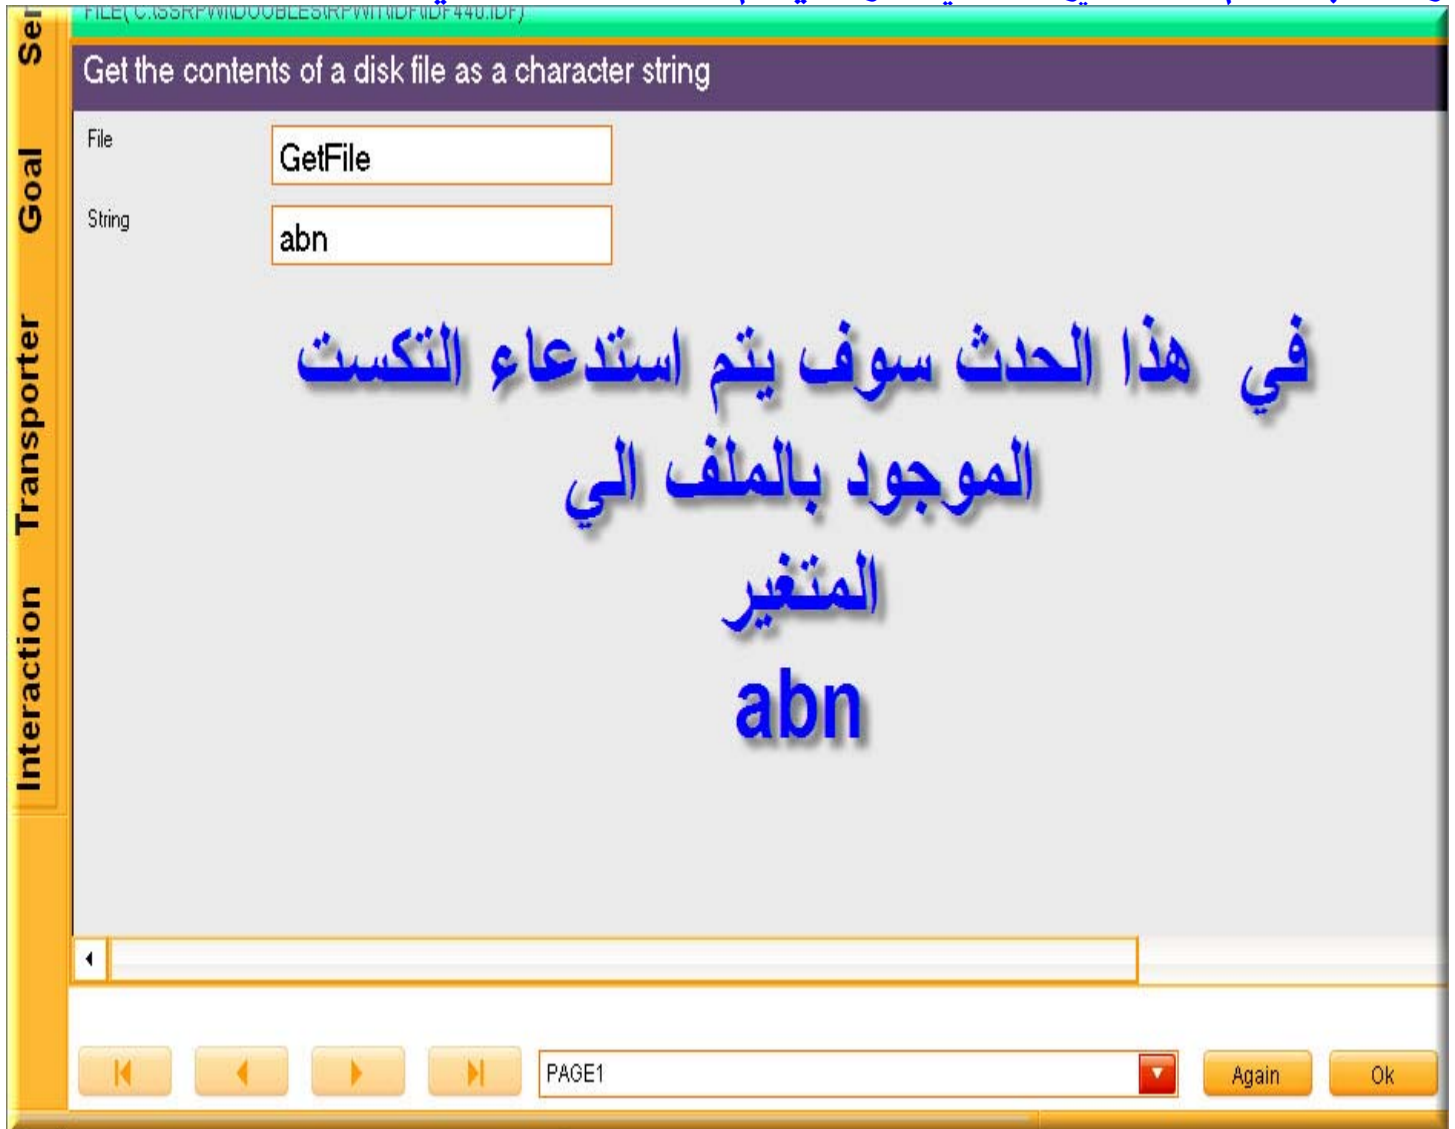 Get the contents of a disk file as a character string
File
GetFile
String
abn
في هذا الحدث سوف يتم استدعاء التكست
الموجود بالملف الي
المتغير
abn
Goal
Transporter
Interaction
PAGE1
Again
Ok